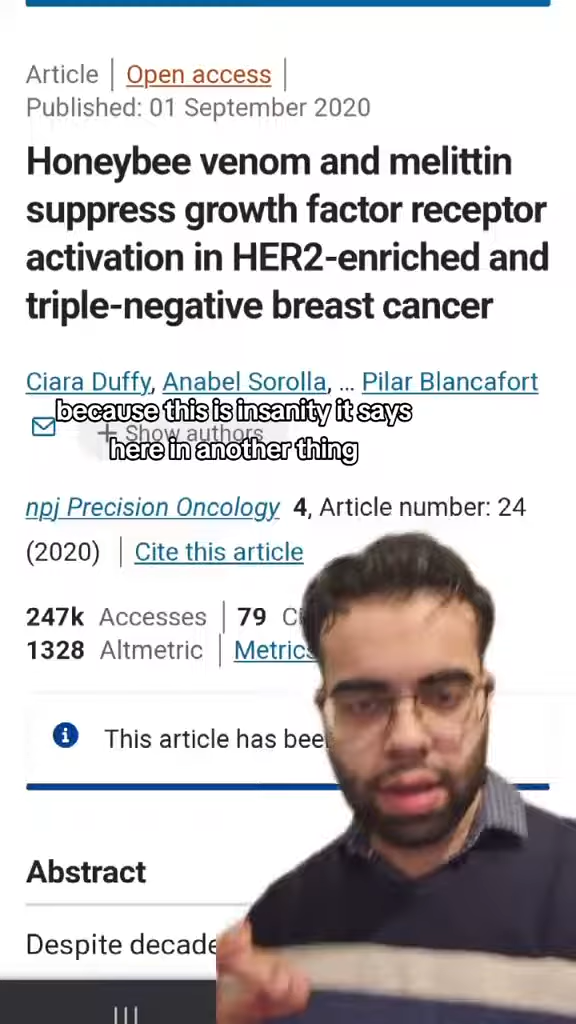 Article | Open access |
Published: 01 September 2020
Honeybee venom and melittin
suppress growth factor receptor
activation in HER2-enriched and
triple-negative breast cancer
Ciara Duffy, Anabel Sorolla, ... Pilar Blancafort
because this is insanity it says
+ Show authors
here in another thing
npj Precision Oncology 4, Article number: 24
(2020) | Cite this article
247k Accesses | 79 Ci
1328 Altmetric | Metrics
This article has bee
Abstract
Despite decade